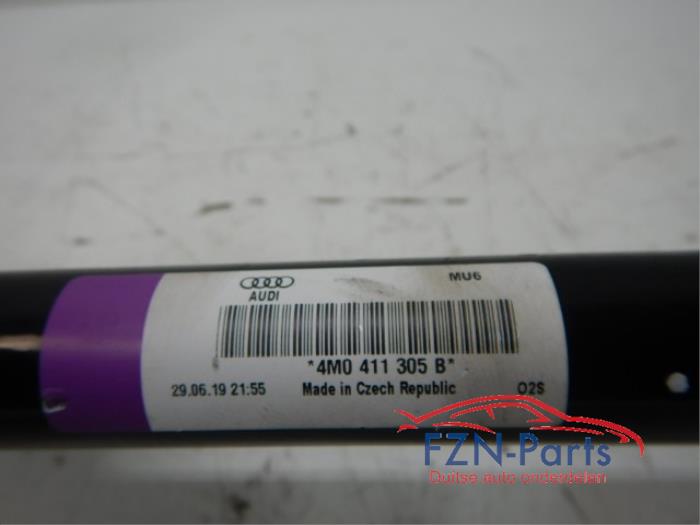 AUDI
MU6
*4M0 411 305 B*
29.06.19 21:55 Made in Czech Republic 02S
FZN-Parts
Duitse auto onderdelen